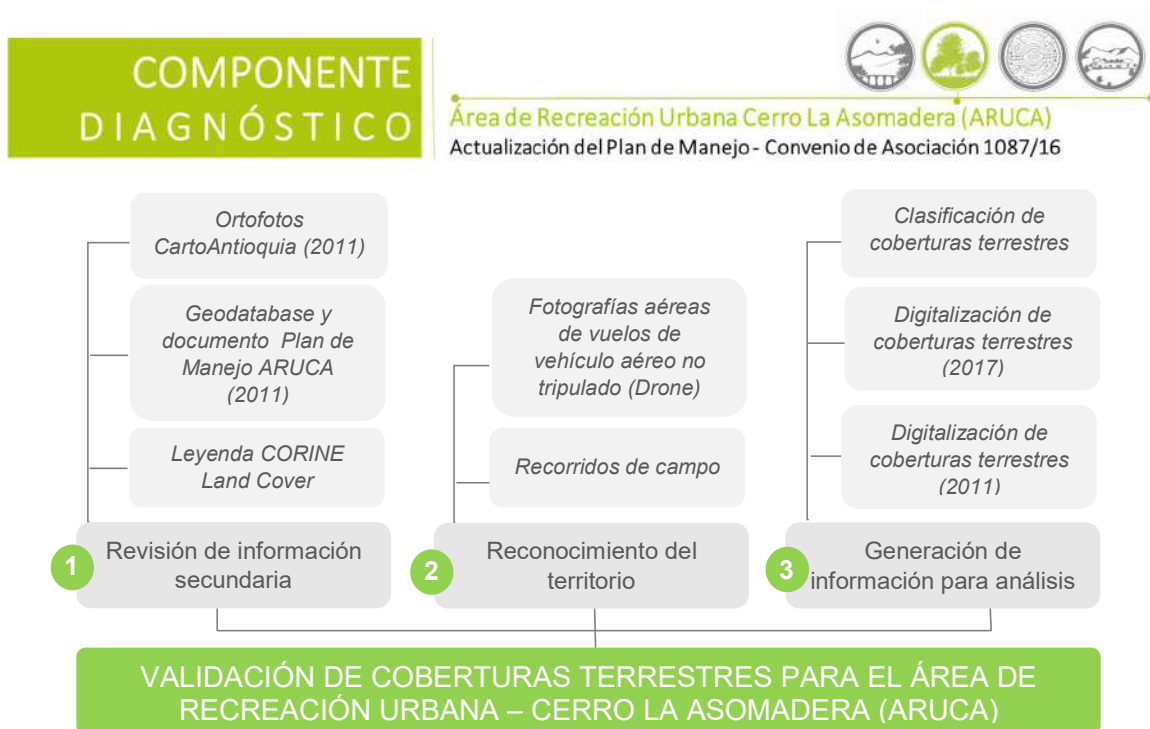 COMPONENTE
DIAGNÓSTICO
Área de Recreación Urbana Cerro La Asomadera (ARUCA)
Actualización del Plan de Manejo - Convenio de Asociación 1087/16
Ortofotos
CartoAntioquia (2011)
Geodatabase y
documento Plan de
Manejo ARUCA
(2011)
Leyenda CORINE
Land Cover
1
Revisión de información
secundaria
Fotografías aéreas
de vuelos de
vehículo aéreo no
tripulado (Drone)
Recorridos de campo
2
Reconocimiento del
territorio
Clasificación de
coberturas terrestres
Digitalización de
coberturas terrestres
(2017)
Digitalización de
coberturas terrestres
(2011)
3
Generación de
información para análisis
VALIDACIÓN DE COBERTURAS TERRESTRES PARA EL ÁREA DE
RECREACIÓN URBANA – CERRO LA ASOMADERA (ARUCA)